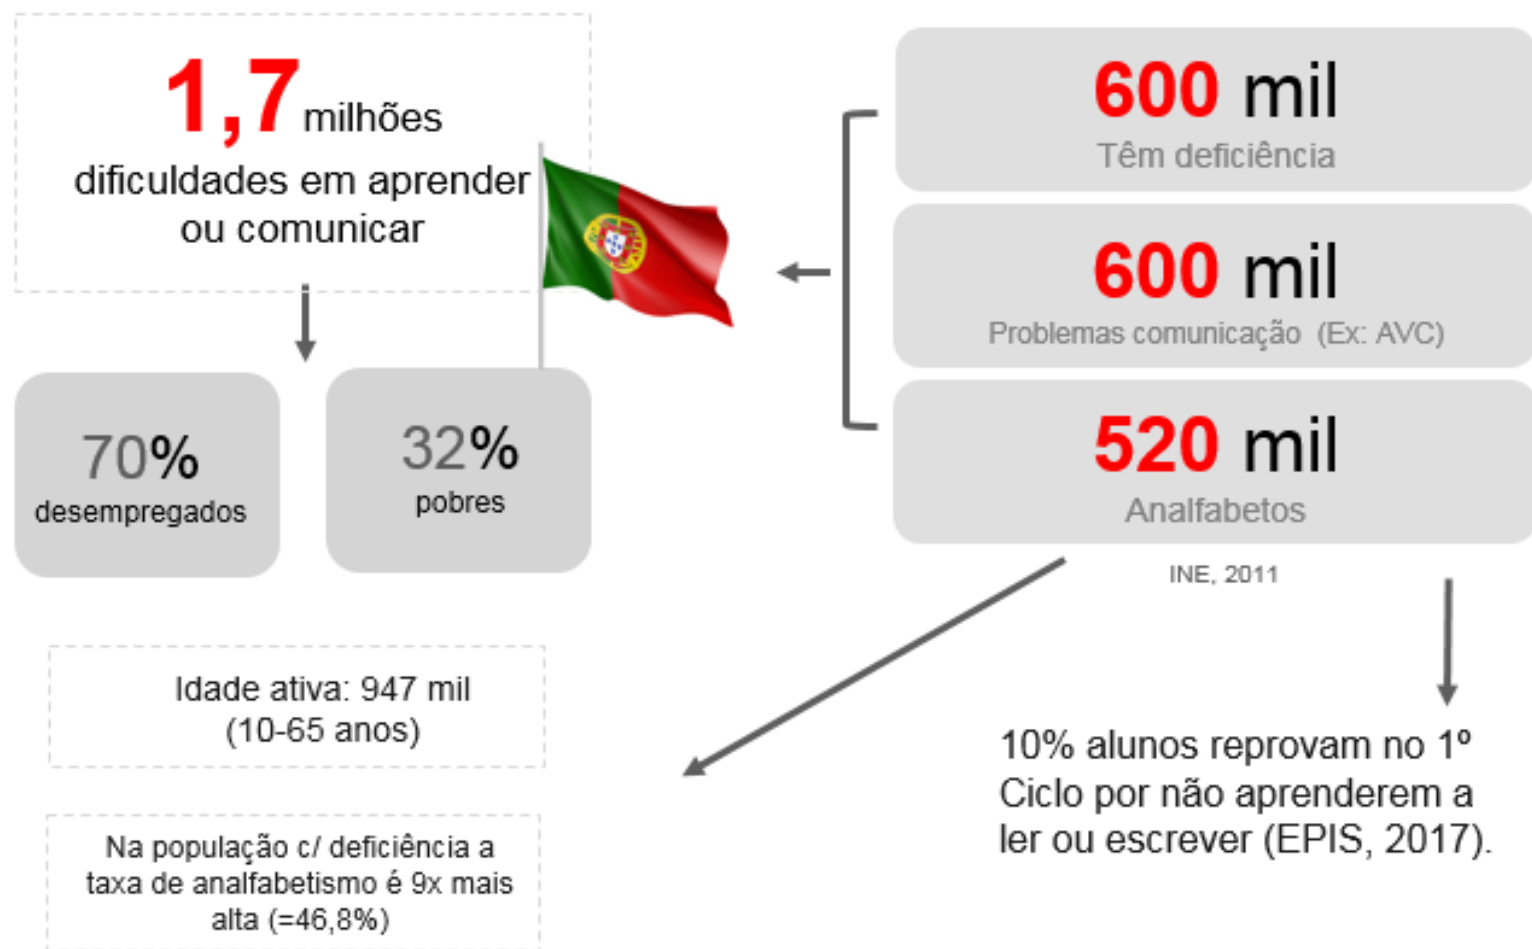 1,7 milhões
dificuldades em aprender
ou comunicar
70%
desempregados
32%
pobres
Idade ativa: 947 mil
(10-65 anos)
Na população c/ deficiência a
taxa de analfabetismo é 9x mais
alta (=46,8%)
600 mil
Têm deficiência
600 mil
Problemas comunicação (Ex: AVC)
520 mil
Analfabetos
INE, 2011
10% alunos reprovam no 1º
Ciclo por não aprenderem a
ler ou escrever (EPIS, 2017).